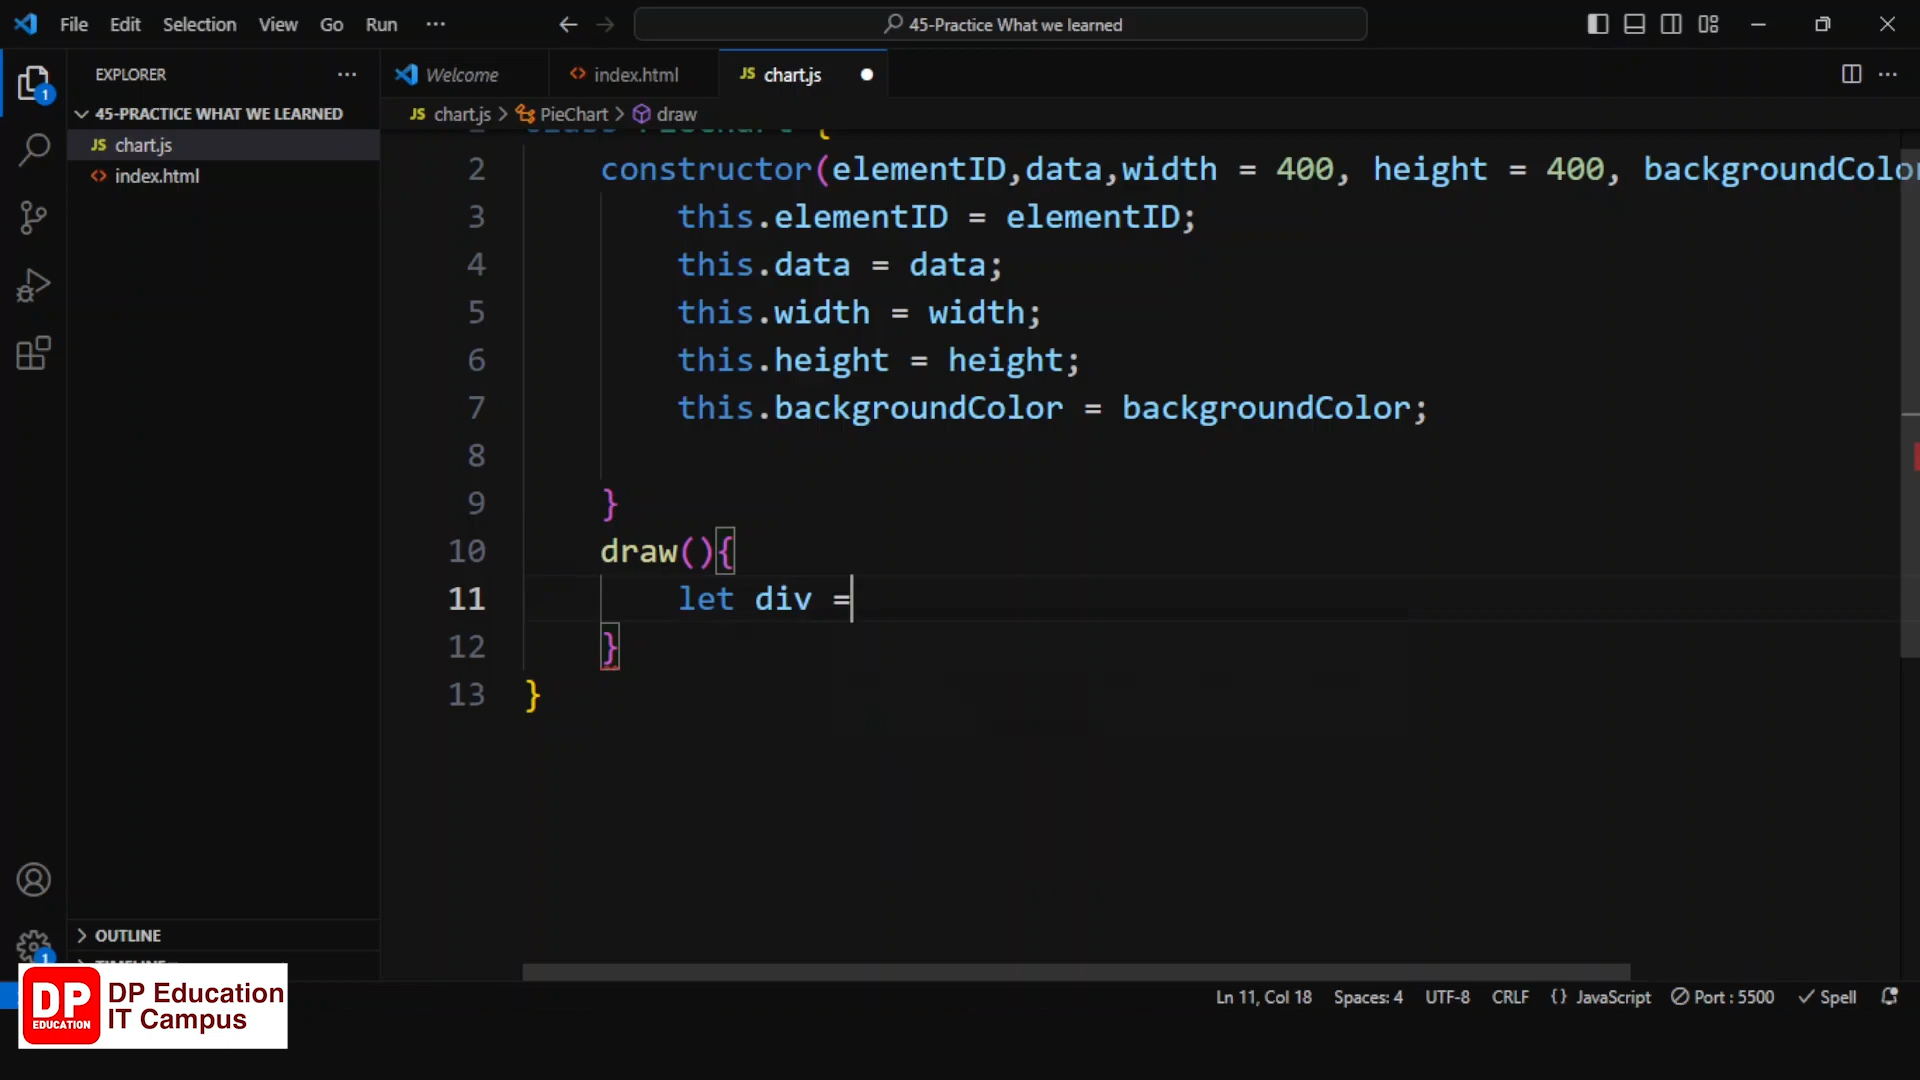 File Edit Selection View Go Run ··· 45-Practice What we learned
EXPLORER ···
Welcome index.html JS chart.js
45-PRACTICE WHAT WE LEARNED
JS chart.js
index.html
JS chart.js > PieChart > draw
2 constructor(elementID,data,width = 400, height = 400, backgroundColo
3 this.elementID = elementID;
4 this.data = data;
5 this.width = width;
6 this.height = height;
7 this.backgroundColor = backgroundColor;
8
9 }
10 draw(){
11 let div =
12 }
13 }
1
OUTLINE
1
DP EDUCATION
DP Education
IT Campus
Ln 11, Col 18 Spaces: 4 UTF-8 CRLF {} JavaScript Port : 5500 Spell